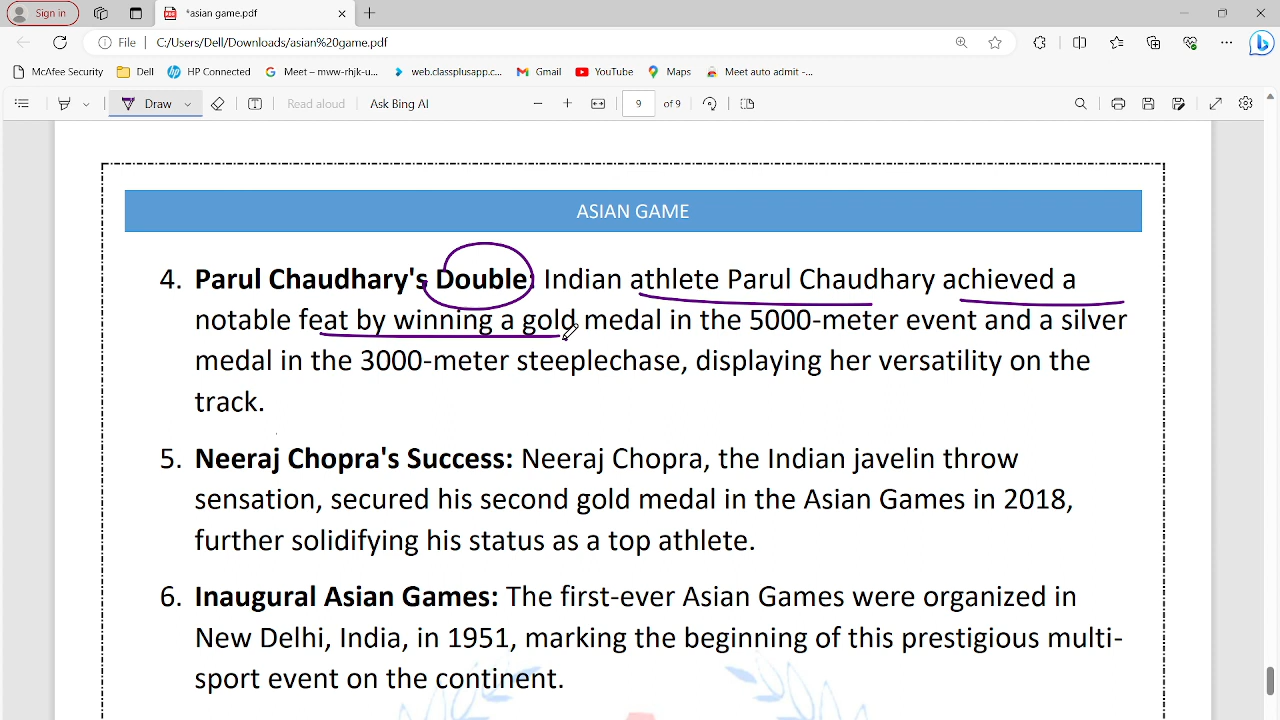 Sign in
*asian game.pdf
File
C:/Users/Dell/Downloads/asian%20game.pdf
McAfee Security
Dell
HP Connected
Meet – mvw-rhjk-u...
web.classplusapp.c...
Gmail
YouTube
Maps
Meet auto admit -...
Draw
Read aloud
Ask Bing AI
9
of 9
ASIAN GAME
4. Parul Chaudhary's Double: Indian athlete Parul Chaudhary achieved a
notable feat by winning a gold medal in the 5000-meter event and a silver
medal in the 3000-meter steeplechase, displaying her versatility on the
track.
5. Neeraj Chopra's Success: Neeraj Chopra, the Indian javelin throw
sensation, secured his second gold medal in the Asian Games in 2018,
further solidifying his status as a top athlete.
6. Inaugural Asian Games: The first-ever Asian Games were organized in
New Delhi, India, in 1951, marking the beginning of this prestigious multi-
sport event on the continent.